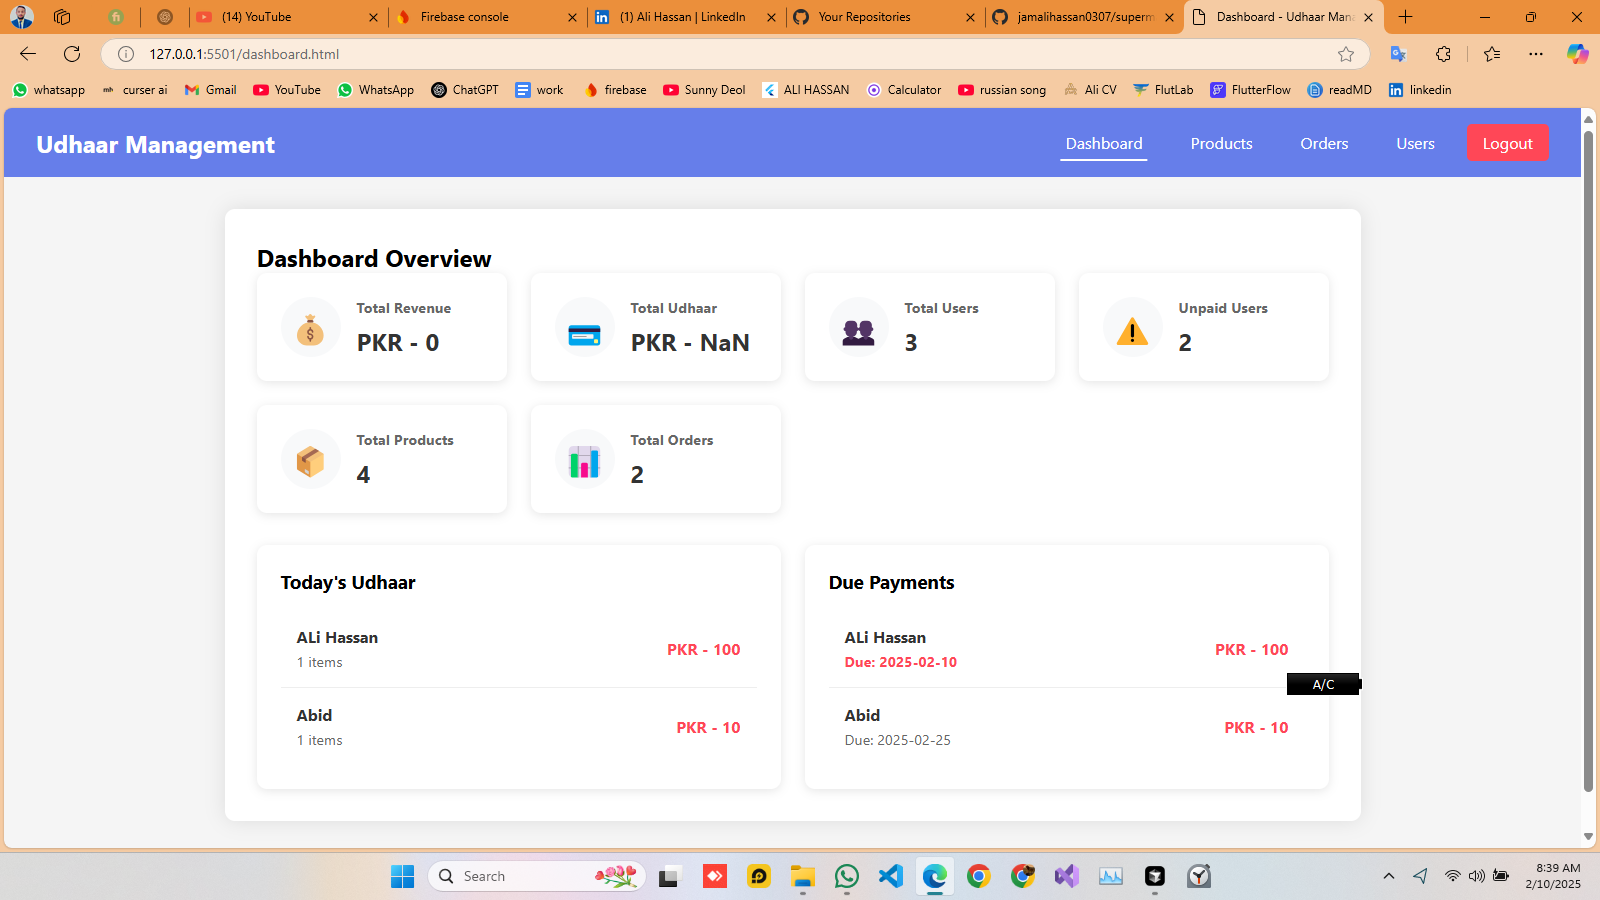 (14) YouTube
Firebase console
(1) Ali Hassan | LinkedIn
Your Repositories
jamalihassan0307/superm
Dashboard - Udhaar Man
127.0.0.1:5501/dashboard.html
whatsapp
curser ai
Gmail
YouTube
WhatsApp
ChatGPT
work
firebase
Sunny Deol
ALI HASSAN
Calculator
russian song
Ali CV
FlutLab
FlutterFlow
readMD
linkedin
Udhaar Management
Dashboard
Products
Orders
Users
Logout
Dashboard Overview
Total Revenue
PKR - 0
Total Udhaar
PKR - NaN
Total Users
3
Unpaid Users
2
Total Products
4
Total Orders
2
Today's Udhaar
ALi Hassan
1 items
PKR - 100
Abid
1 items
PKR - 10
Due Payments
ALi Hassan
Due: 2025-02-10
PKR - 100
A/C
Abid
Due: 2025-02-25
PKR - 10
Search
8:39 AM
2/10/2025